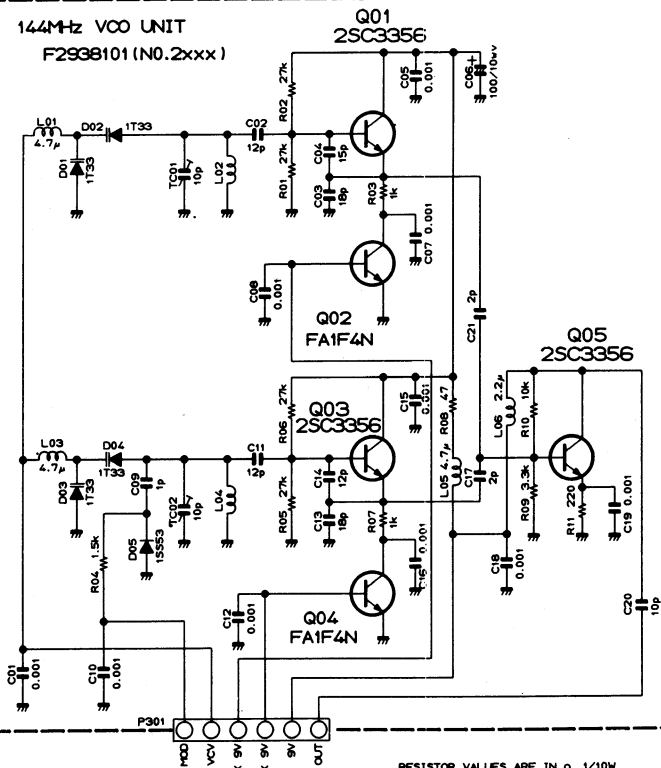 144MHz VCO UNIT
F2938101(N0.2xxx)
Q01
2SC3356
C05
0.001
C06
+
100/10wv
R02
27k
L01
4.7μ
D02
1T33
D01
1T33
TC01
10p
L02
C02
12p
R01
27k
C04
15p
C03
18p
R03
1k
C07
0.001
C08
0.001
Q02
FA1F4N
C21
2p
Q05
2SC3356
R06
27k
Q03
2SC3356
C15
0.001
R08
47
L06
2.2μ
R10
10k
L03
4.7μ
D04
1T33
D03
1T33
C09
1p
TC02
10p
L04
C11
12p
R05
27k
C14
12p
C13
18p
R07
1k
L05
4.7μ
C17
2p
R09
3.3k
R11
220
C19
0.001
R04
1.5k
D05
1SS53
C16
0.001
C18
0.001
C12
0.001
Q04
FA1F4N
C20
10p
C01
0.001
C10
0.001
P301
MOD
VCV
9V
9V
9V
OUT
RESISTOR VALUES ARE IN Ω 1/10W